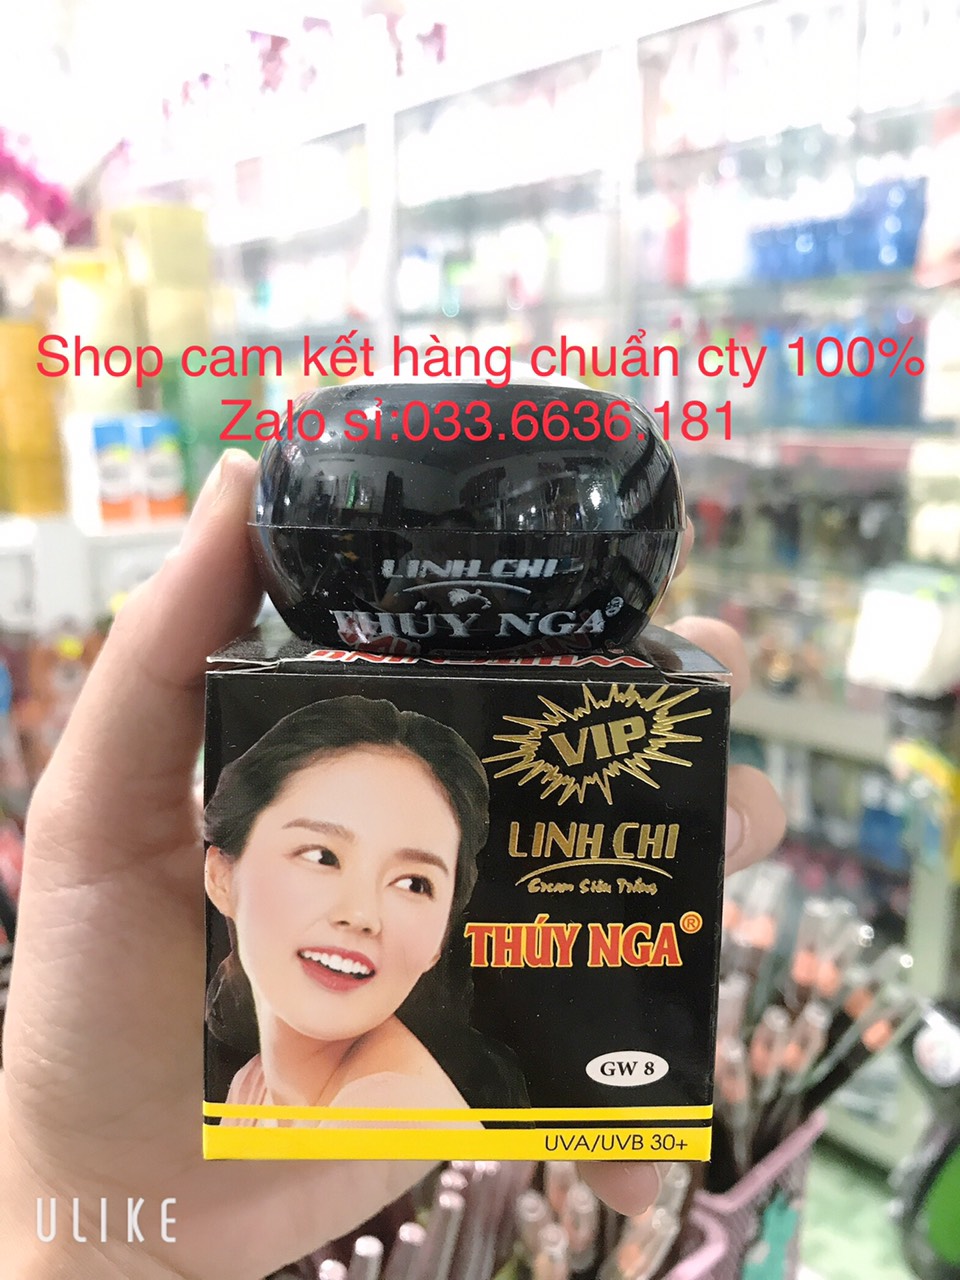 Shop cam kết hàng chuẩn cty 100%
Zalo sỉ:033.6636.181
LINH CHI
THÚY NGA®
VIP
LINH CHI
Cream Siêu Trắng
THÚY NGA®
GW 8
UVA/UVB 30+
ULIKE